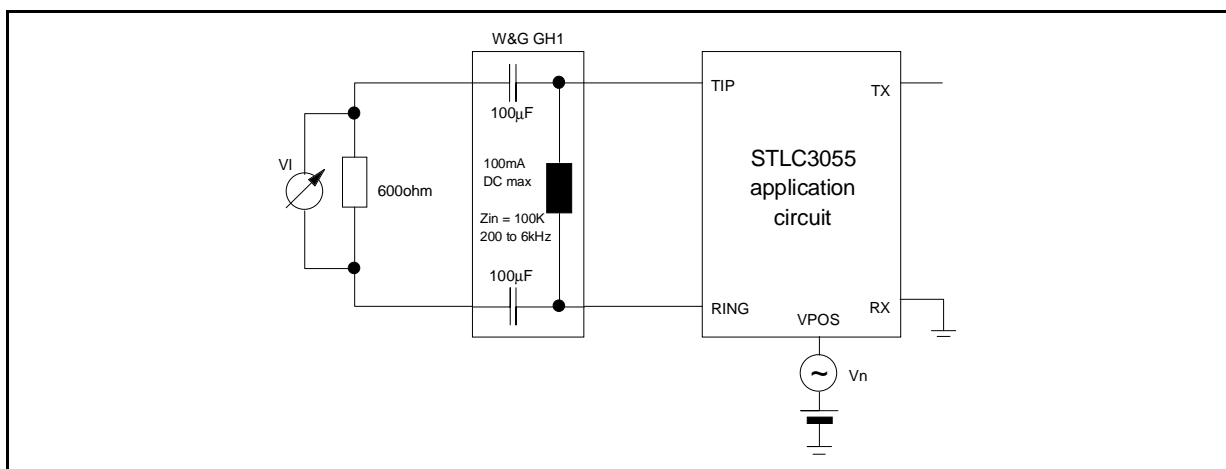 W&G GH1
TIP
TX
100μF
STLC3055
application
circuit
VI
600ohm
100mA
DC max
Zin = 100K
200 to 6kHz
100μF
RING
RX
VPOS
~
Vn